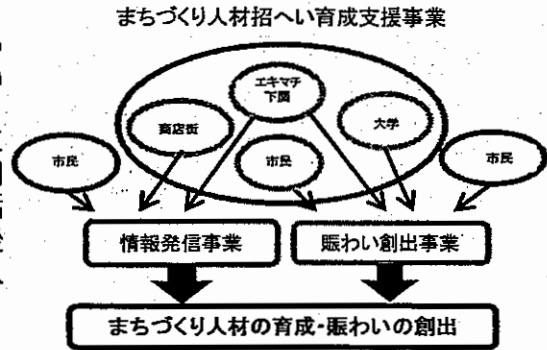 まちづくり人材招へい育成支援事業
エキマチ
下関
商店街
大学
市民
市民
市民
情報発信事業
賑わい創出事業
まちづくり人材の育成・賑わいの創出